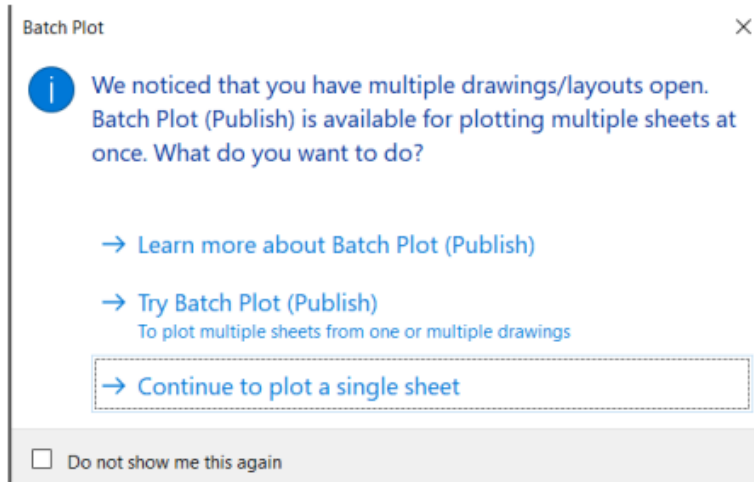 Batch Plot
We noticed that you have multiple drawings/layouts open.
Batch Plot (Publish) is available for plotting multiple sheets at
once. What do you want to do?
Learn more about Batch Plot (Publish)
Try Batch Plot (Publish)
To plot multiple sheets from one or multiple drawings
Continue to plot a single sheet
Do not show me this again